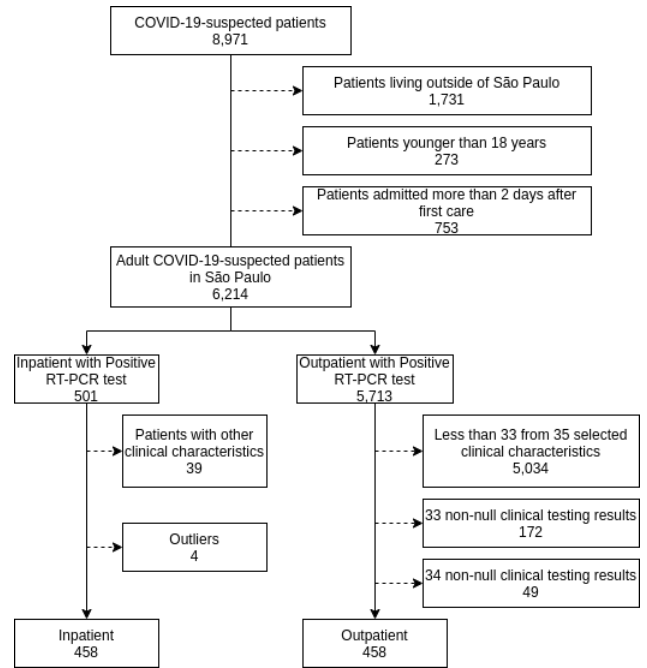 COVID-19-suspected patients
8,971
Patients living outside of São Paulo
1,731
Patients younger than 18 years
273
Patients admitted more than 2 days after
first care
753
Adult COVID-19-suspected patients
in São Paulo
6,214
Inpatient with Positive
RT-PCR test
501
Outpatient with Positive
RT-PCR test
5,713
Patients with other
clinical characteristics
39
Less than 33 from 35 selected
clinical characteristics
5,034
33 non-null clinical testing results
172
Outliers
4
34 non-null clinical testing results
49
Inpatient
458
Outpatient
458